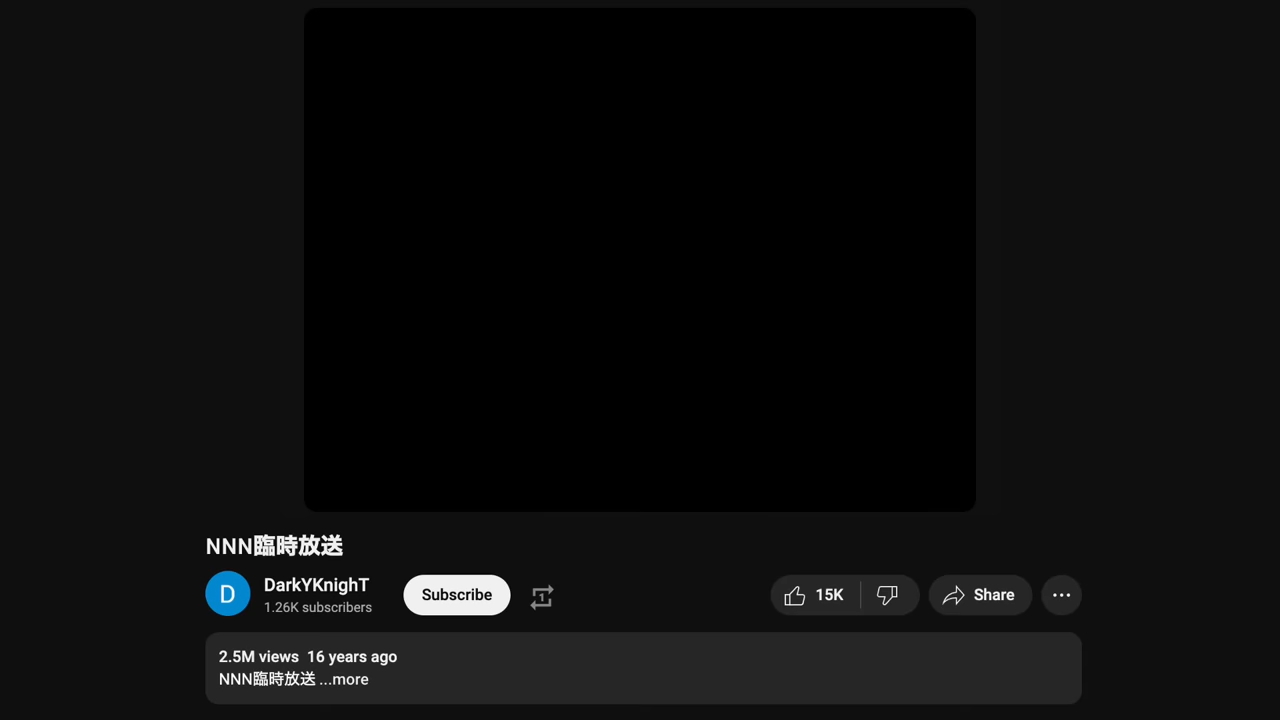 NNN臨時放送
D
DarkYKnighT
1.26K subscribers
Subscribe
1
15K
Share
2.5M views 16 years ago
NNN臨時放送 ...more